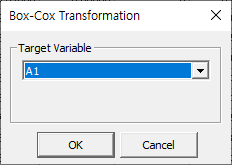 Box-Cox Transformation
Target Variable
A1
OK
Cancel